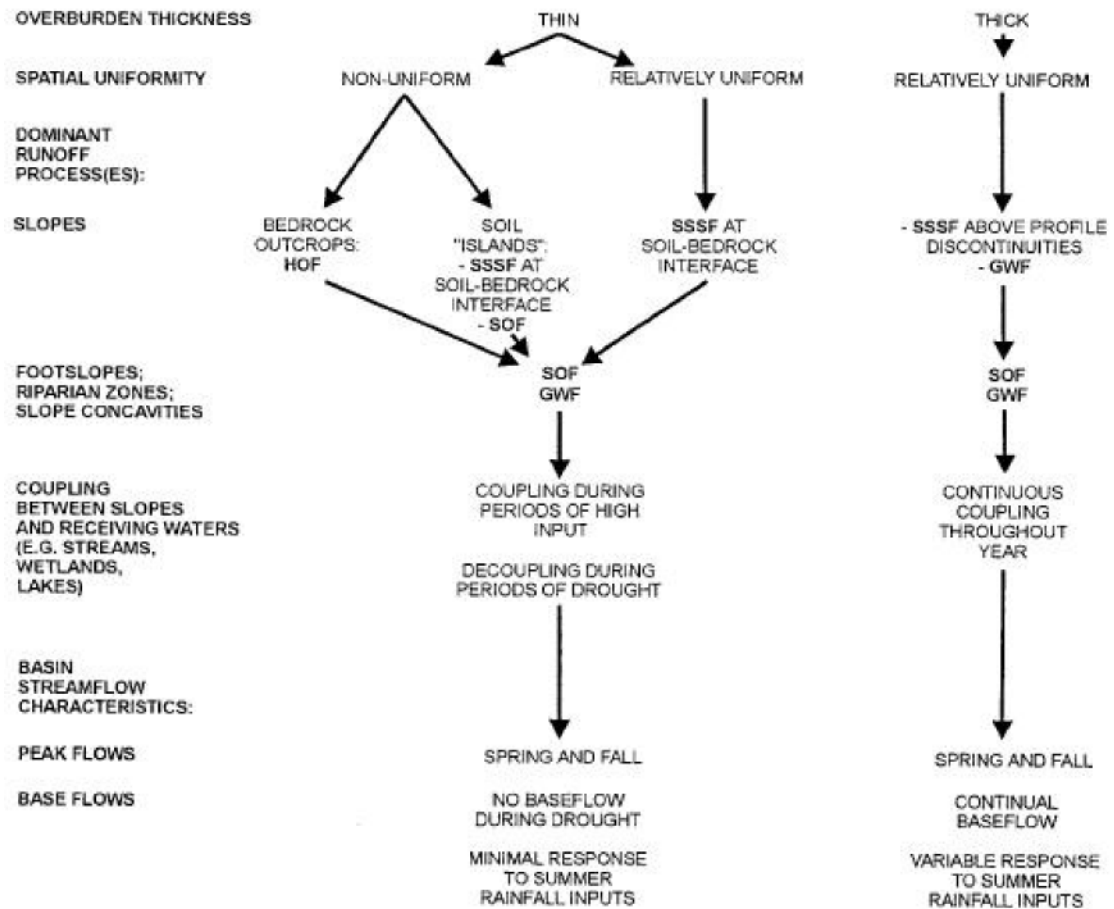 OVERBURDEN THICKNESS
THIN
THICK
SPATIAL UNIFORMITY
NON-UNIFORM
RELATIVELY UNIFORM
RELATIVELY UNIFORM
DOMINANT
RUNOFF
PROCESS(ES):
SLOPES
BEDROCK
OUTCROPS:
HOF
SOIL
"ISLANDS":
- SSSF AT
SOIL-BEDROCK
INTERFACE
- SOF
SSSF AT
SOIL-BEDROCK
INTERFACE
- SSSF ABOVE PROFILE
DISCONTINUITIES
- GWF
FOOTSLOPES;
RIPARIAN ZONES;
SLOPE CONCAVITIES
SOF
GWF
SOF
GWF
COUPLING
BETWEEN SLOPES
AND RECEIVING WATERS
(E.G. STREAMS,
WETLANDS,
LAKES)
COUPLING DURING
PERIODS OF HIGH
INPUT
DECOUPLING DURING
PERIODS OF DROUGHT
CONTINUOUS
COUPLING
THROUGHOUT
YEAR
BASIN
STREAMFLOW
CHARACTERISTICS:
PEAK FLOWS
SPRING AND FALL
SPRING AND FALL
BASE FLOWS
NO BASEFLOW
DURING DROUGHT
CONTINUAL
BASEFLOW
MINIMAL RESPONSE
TO SUMMER
RAINFALL INPUTS
VARIABLE RESPONSE
TO SUMMER
RAINFALL INPUTS